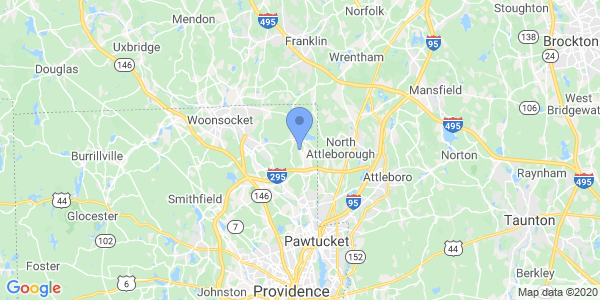 Norfolk
Stoughton
Mendon
495
Franklin
138
Brockton
Uxbridge
95
Wrentham
24
146
Douglas
Mansfield
106
West
Bridgewate
Woonsocket
495
North
Attleborough
Burrillville
Norton
295
Attleboro
Raynham
495
44
Smithfield
146
95
Glocester
7
Taunton
102
Pawtucket
44
152
Foster
6
Berkley
Google
Johnston
Providence
Map data ©2020